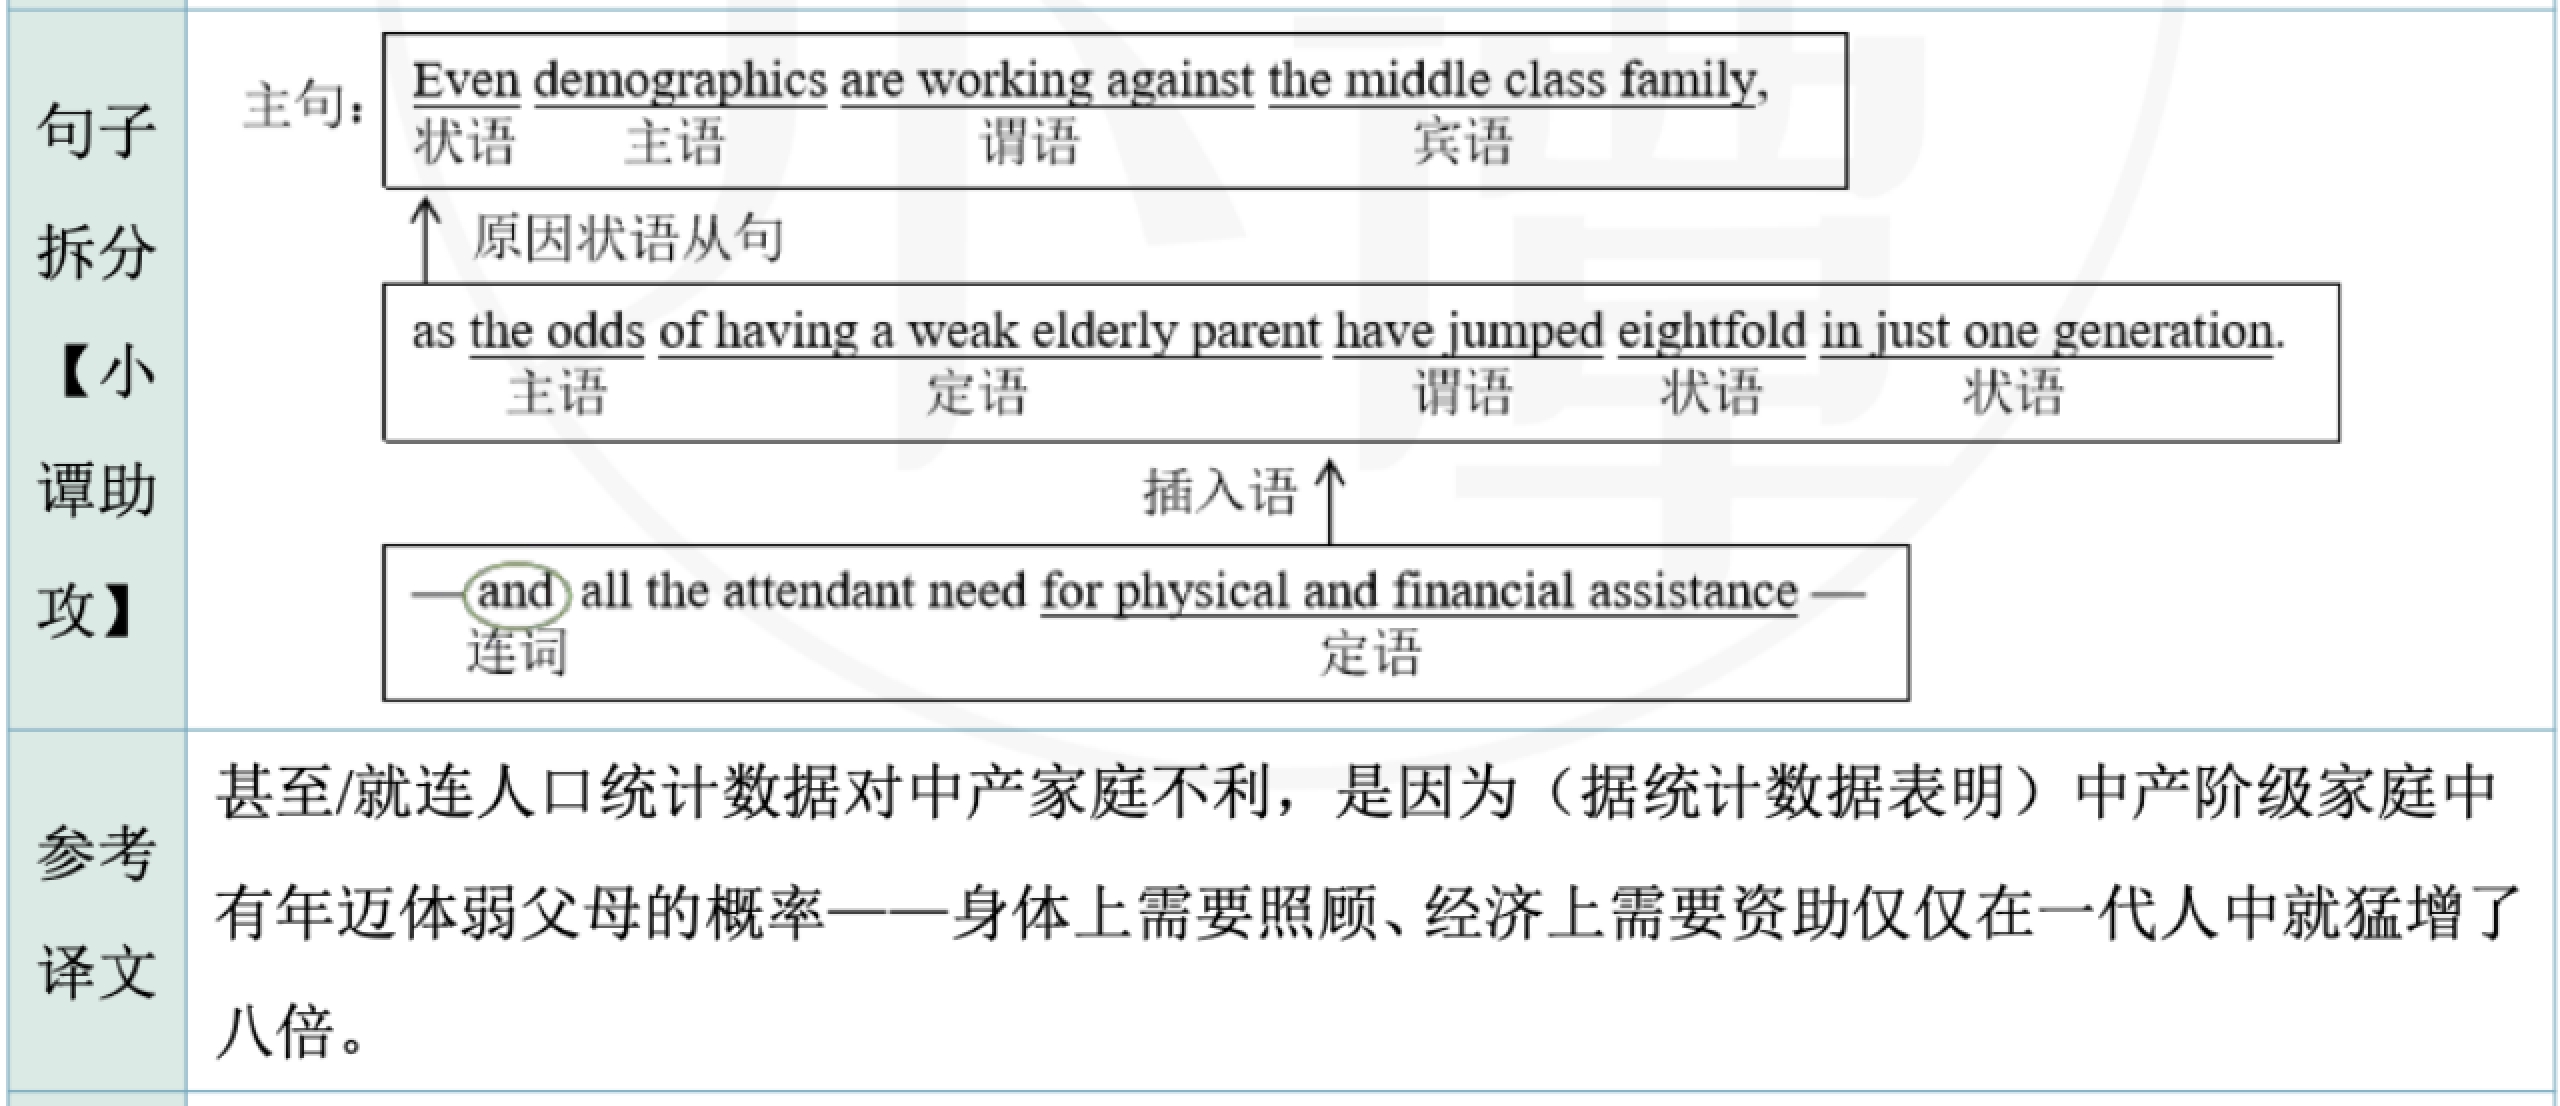 句子
拆分
【小
谭助
攻】
主句：
Even demographics are working against the middle class family,
状语 主语 谓语 宾语
原因状语从句
as the odds of having a weak elderly parent have jumped eightfold in just one generation.
主语 定语 谓语 状语 状语
插入语
—and all the attendant need for physical and financial assistance—
连词 定语
参考
译文
甚至/就连人口统计数据对中产家庭不利，是因为（据统计数据表明）中产阶级家庭中
有年迈体弱父母的概率——身体上需要照顾、经济上需要资助仅仅在一代人中就猛增了
八倍。